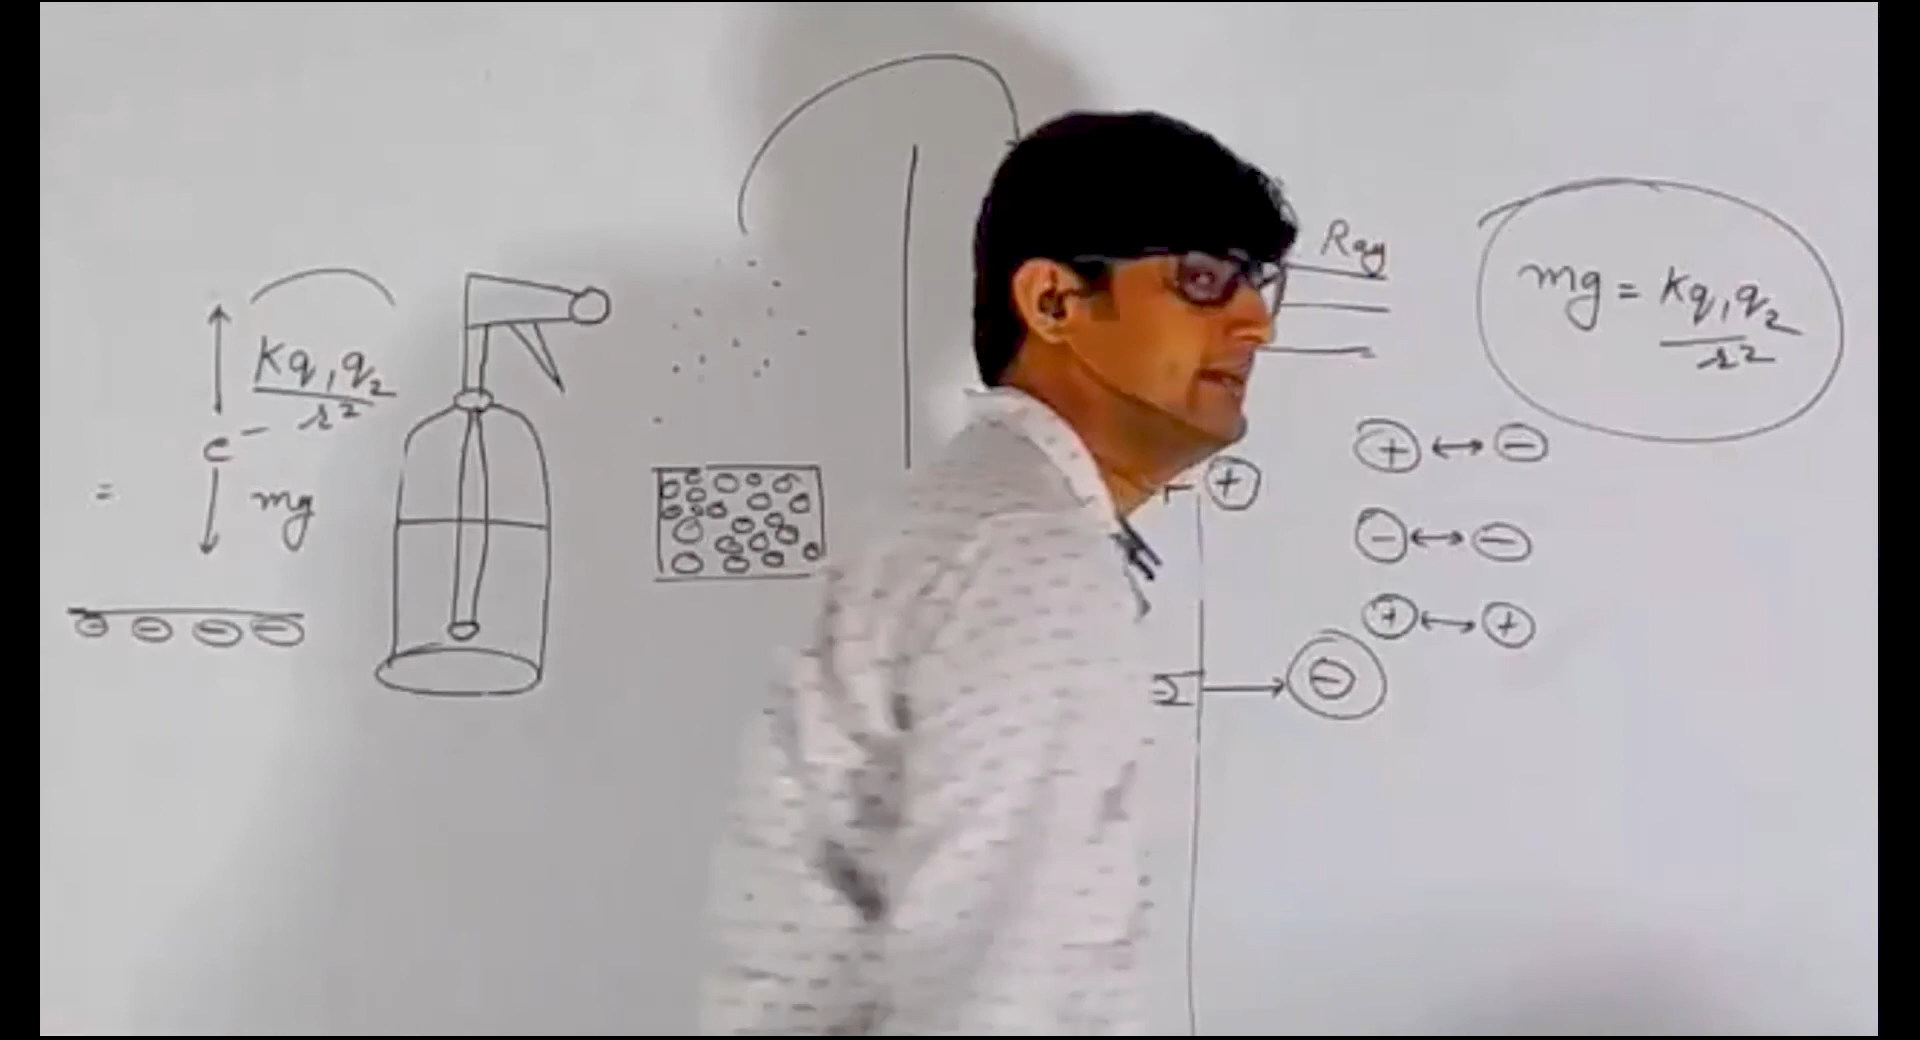 Kq₁q₂
r²
e⁻
= mg
⊖ ⊖ ⊖ ⊖
Ray
mg = Kq₁q₂
r²
⊕ ↔ ⊖
⊕
⊖ ↔ ⊖
⊕ ↔ ⊕
→ ⊖